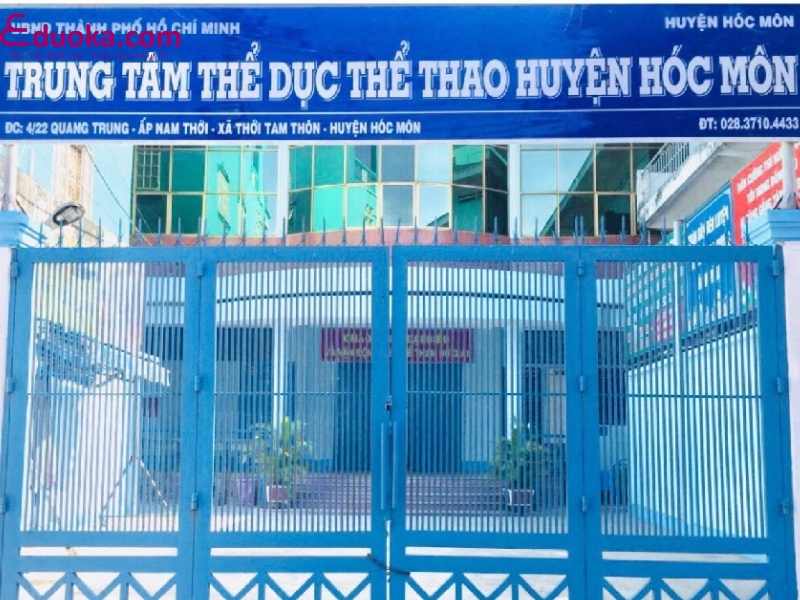 UBND THÀNH PHỐ HỒ CHÍ MINH
HUYỆN HÓC MÔN
Eduoka.com
TRUNG TÂM THỂ DỤC THỂ THAO HUYỆN HÓC MÔN
ĐC: 4/22 QUANG TRUNG - ẤP NAM THỚI - XÃ THỚI TAM THÔN - HUYỆN HÓC MÔN
ĐT: 028.3710.4433